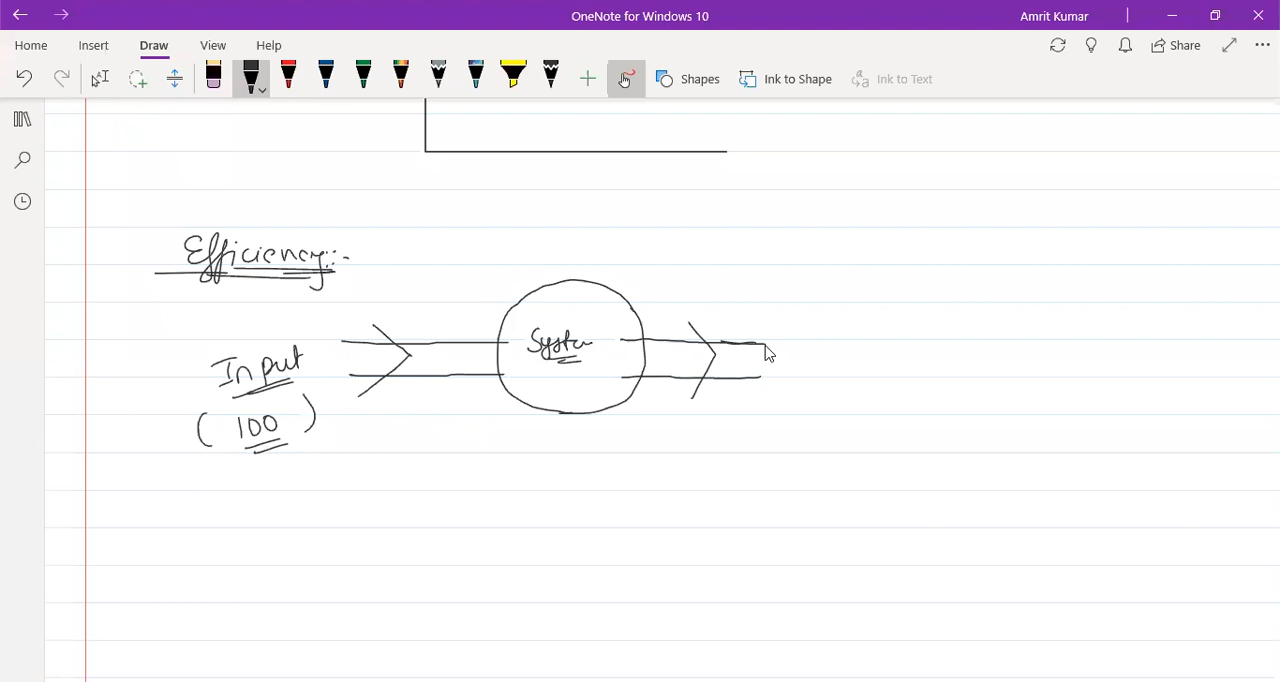 OneNote for Windows 10
Amrit Kumar
Home Insert Draw View Help
Share
Shapes
Ink to Shape
Ink to Text
Efficiency:-
System
Input
(100)